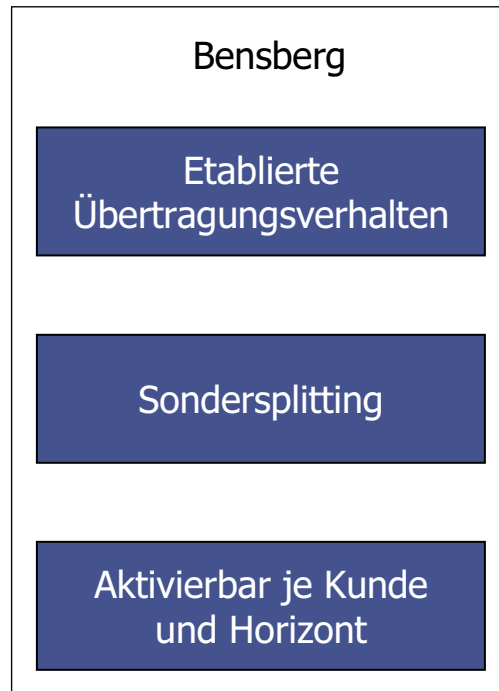 Bensberg
Etablierte
Übertragungsverhalten
Sondersplitting
Aktivierbar je Kunde
und Horizont